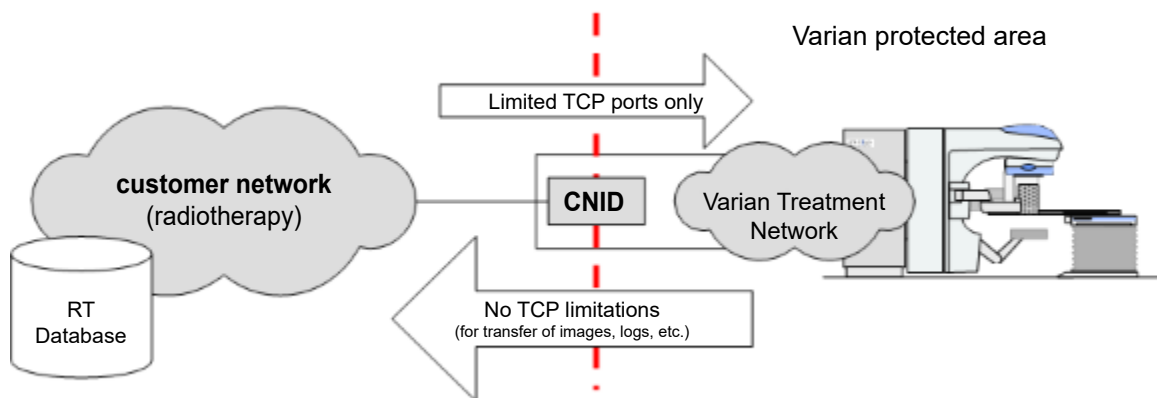 Varian protected area
Limited TCP ports only
customer network
(radiotherapy)
CNID
Varian Treatment
Network
RT
Database
No TCP limitations
(for transfer of images, logs, etc.)